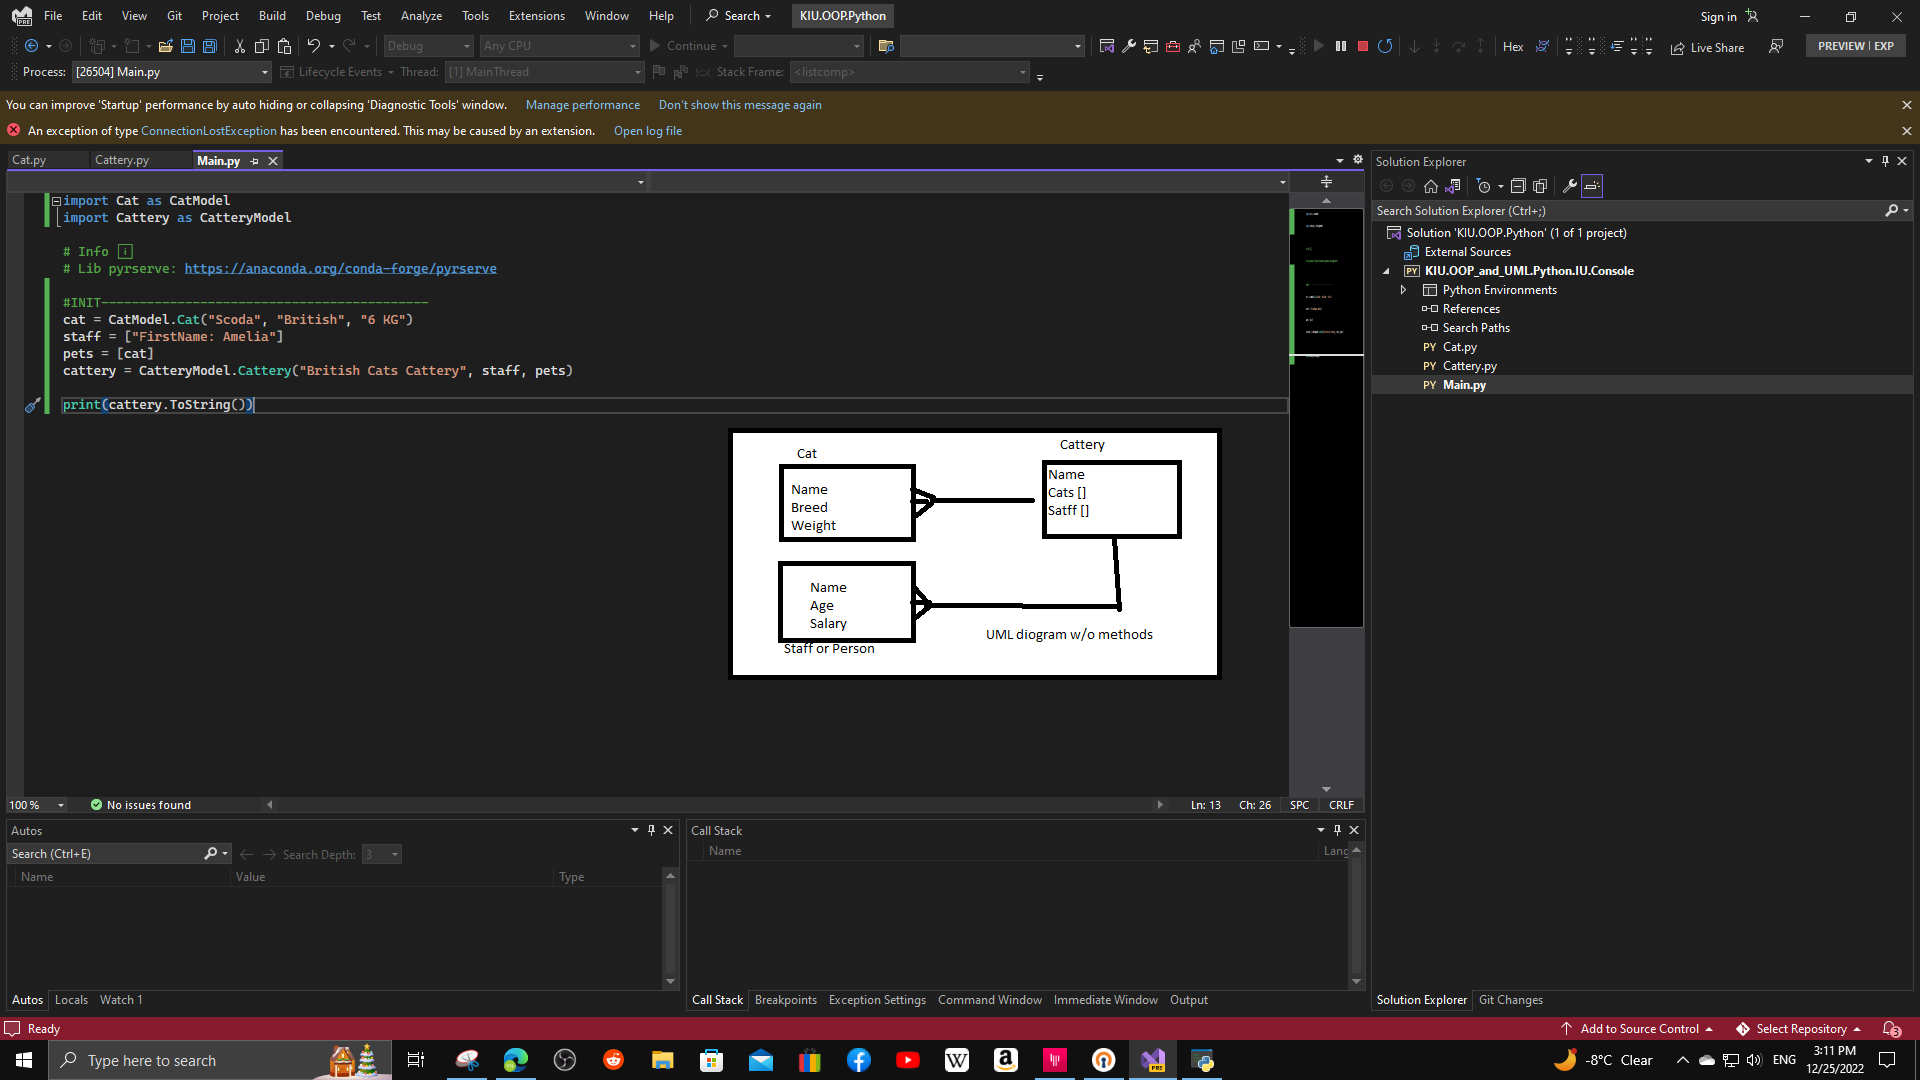 File Edit View Git Project Build Debug Test Analyze Tools Extensions Window Help Search KIU.OOP.Python Sign in
Debug Any CPU Continue Hex Live Share PREVIEW | EXP
Process: [26504] Main.py Lifecycle Events Thread: [1] MainThread Stack Frame: <listcomp>
You can improve 'Startup' performance by auto hiding or collapsing 'Diagnostic Tools' window. Manage performance Don't show this message again
An exception of type ConnectionLostException has been encountered. This may be caused by an extension. Open log file
Cat.py Cattery.py Main.py
import Cat as CatModel
import Cattery as CatteryModel
# Info i
# Lib pyrserve: https://anaconda.org/conda-forge/pyrserve
#INIT-------------------------------------------
cat = CatModel.Cat("Scoda", "British", "6 KG")
staff = ["FirstName: Amelia"]
pets = [cat]
cattery = CatteryModel.Cattery("British Cats Cattery", staff, pets)
print(cattery.ToString())
Cat
Name
Breed
Weight
Cattery
Name
Cats []
Satff []
Name
Age
Salary
Staff or Person
UML diogram w/o methods
100 % No issues found Ln: 13 Ch: 26 SPC CRLF
Autos
Search (Ctrl+E) Search Depth: 3
Name Value Type
Autos Locals Watch 1
Call Stack
Name Lang
Call Stack Breakpoints Exception Settings Command Window Immediate Window Output
Solution Explorer
Search Solution Explorer (Ctrl+;)
Solution 'KIU.OOP.Python' (1 of 1 project)
External Sources
PY KIU.OOP_and_UML.Python.IU.Console
Python Environments
References
Search Paths
PY Cat.py
PY Cattery.py
PY Main.py
Solution Explorer Git Changes
Ready Add to Source Control Select Repository 3
Type here to search -8°C Clear ENG 3:11 PM
12/25/2022